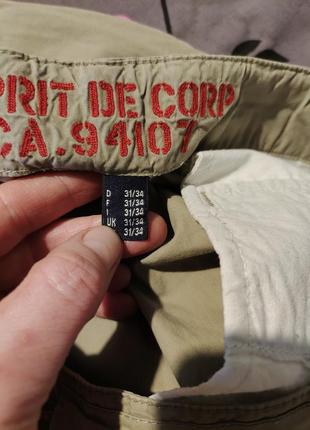 PRIT DE CORP
CA.94107
D 31/34
F 31/34
I 31/34
UK 31/34
31/34